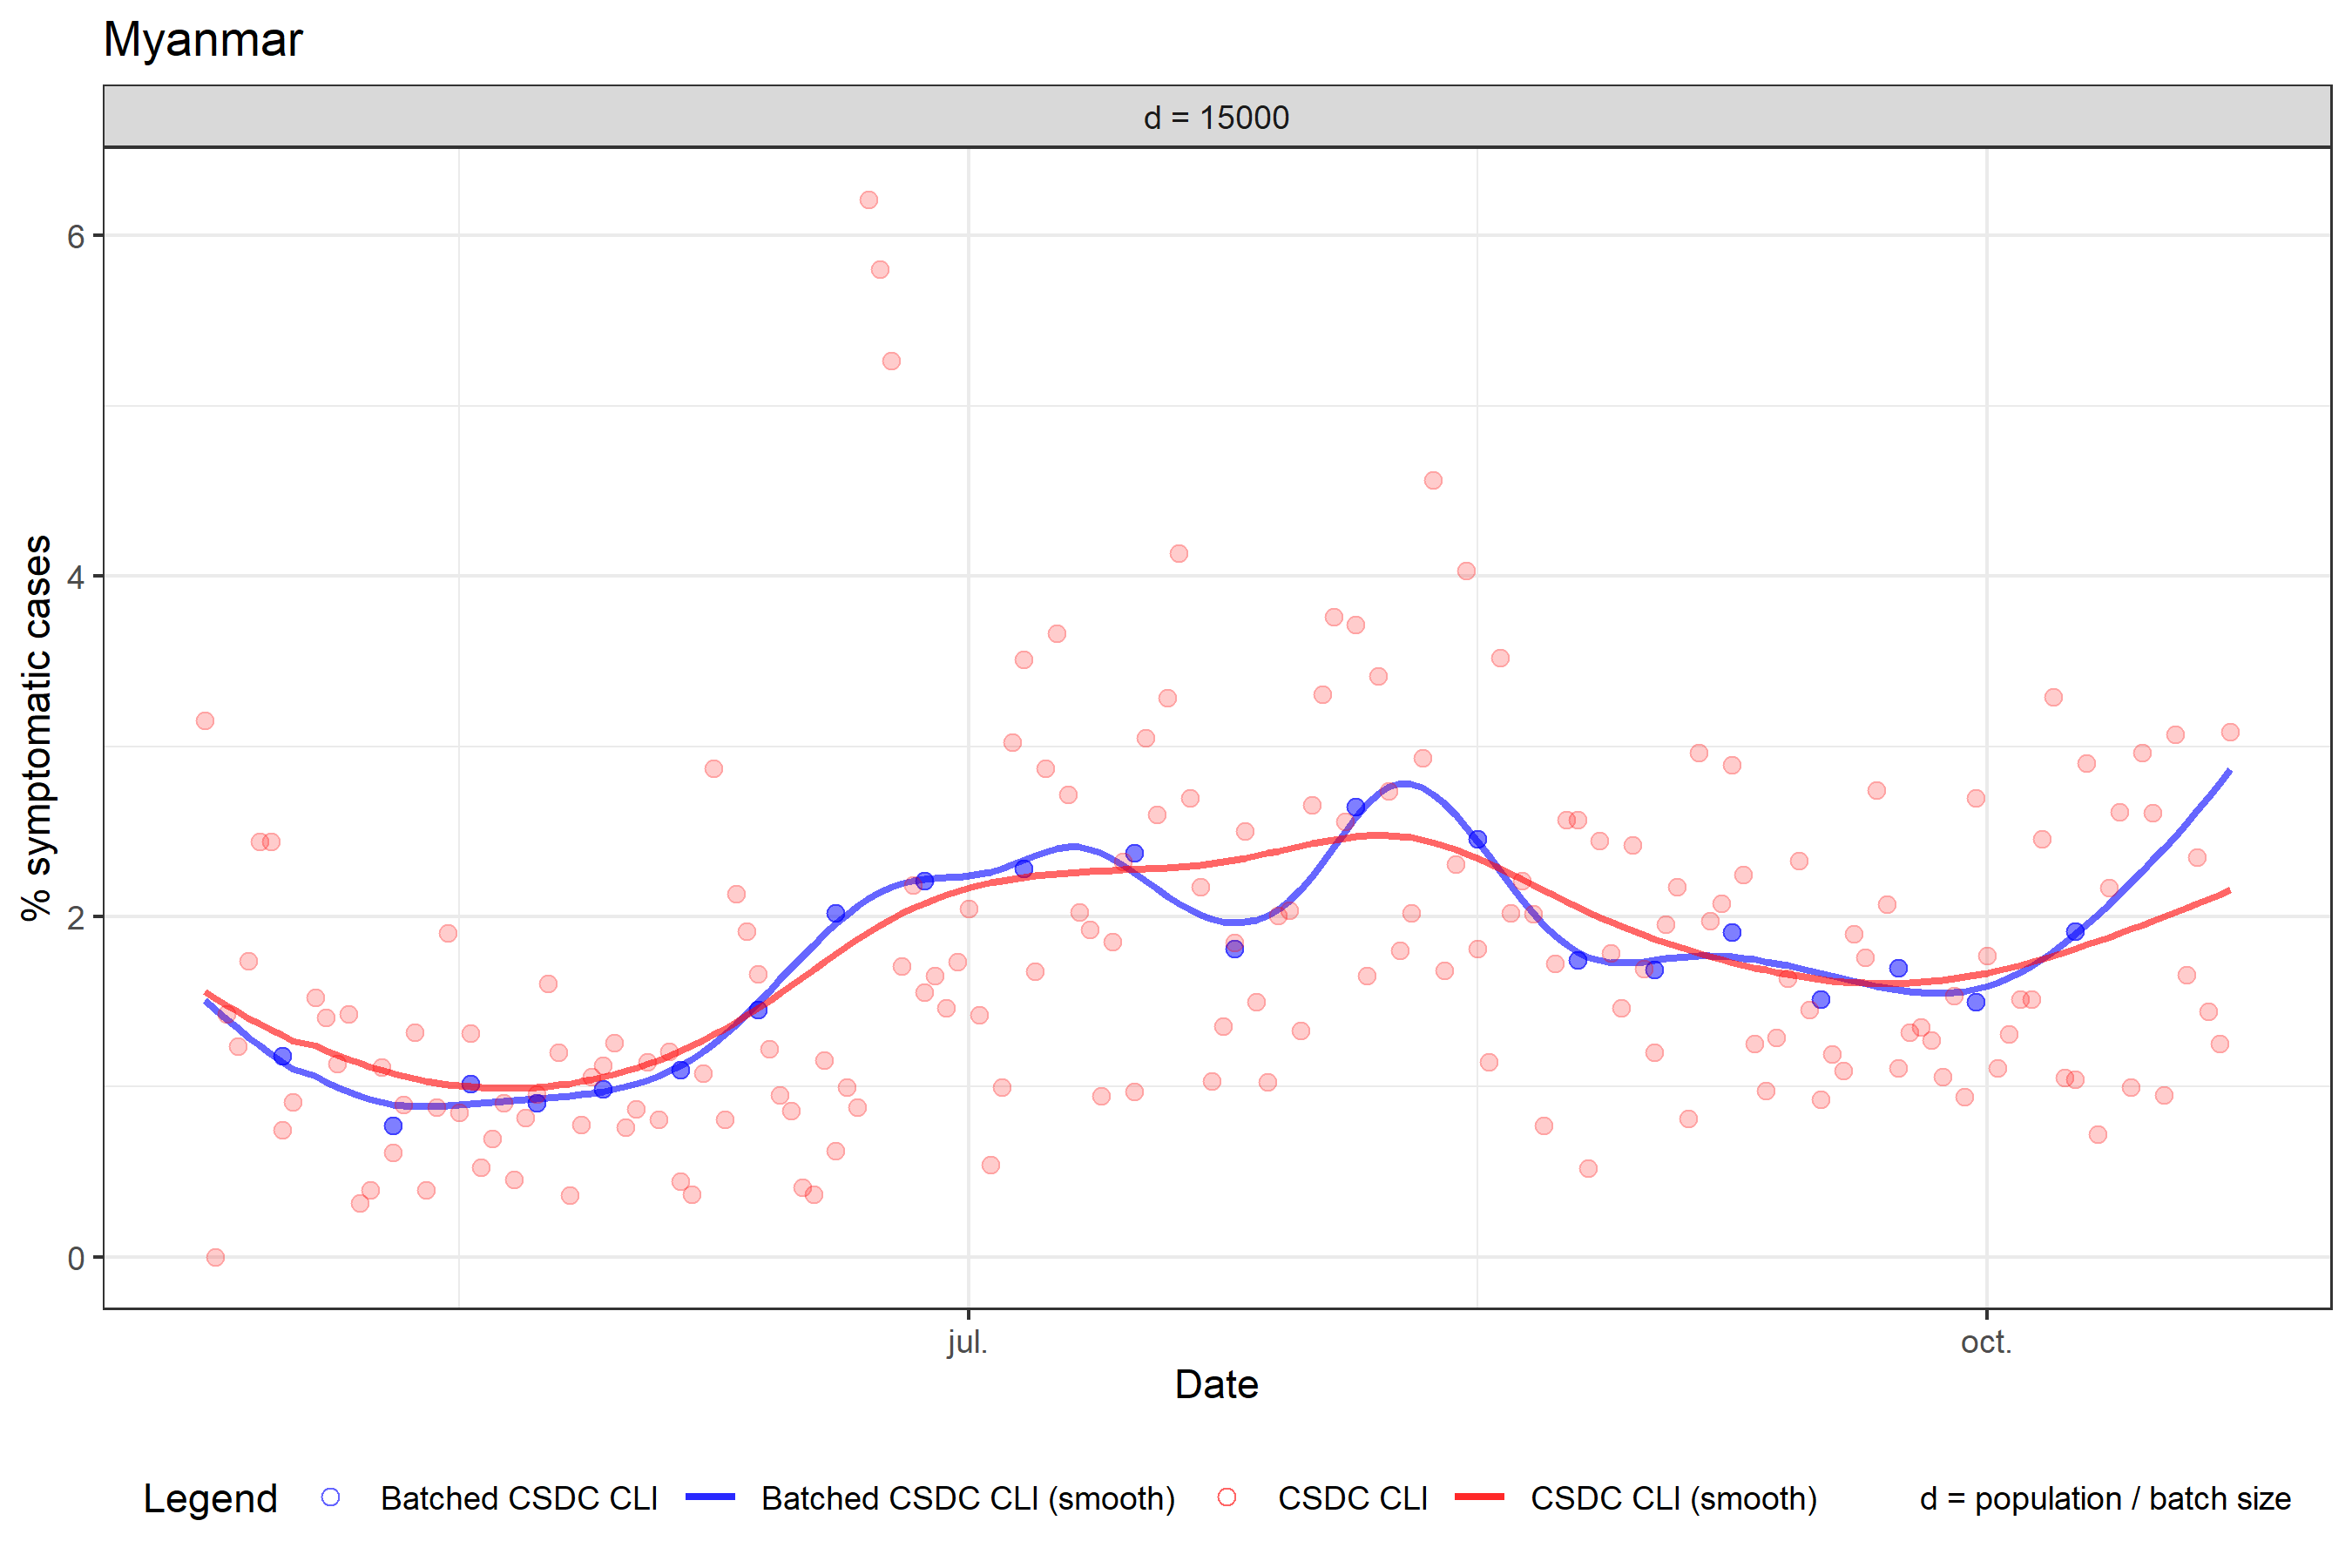 Myanmar
d = 15000
% symptomatic cases
6
4
2
0
jul.
oct.
Date
Legend
Batched CSDC CLI
Batched CSDC CLI (smooth)
CSDC CLI
CSDC CLI (smooth)
d = population / batch size